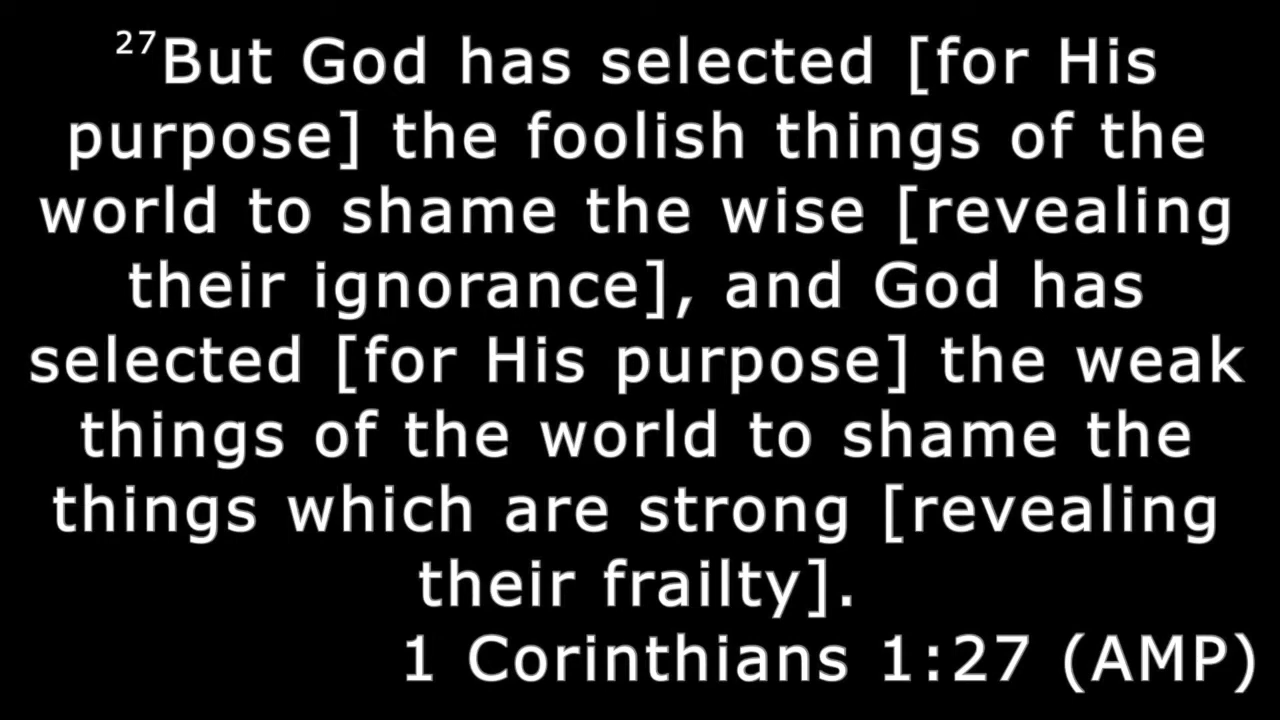 27But God has selected [for His
purpose] the foolish things of the
world to shame the wise [revealing
their ignorance], and God has
selected [for His purpose] the weak
things of the world to shame the
things which are strong [revealing
their frailty].
1 Corinthians 1:27 (AMP)